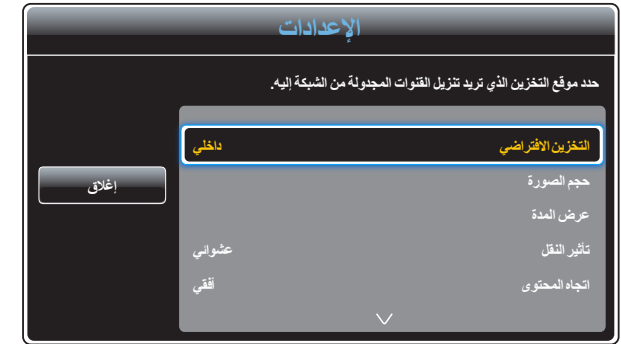 الإعدادات
حدد موقع التخزين الذي تريد تنزيل القنوات المجدولة من الشبكة إليه.
التخزين الافتراضي داخلي
حجم الصورة
عرض المدة
تأثير النقل عشوائي
اتجاه المحتوى أفقي
إغلاق